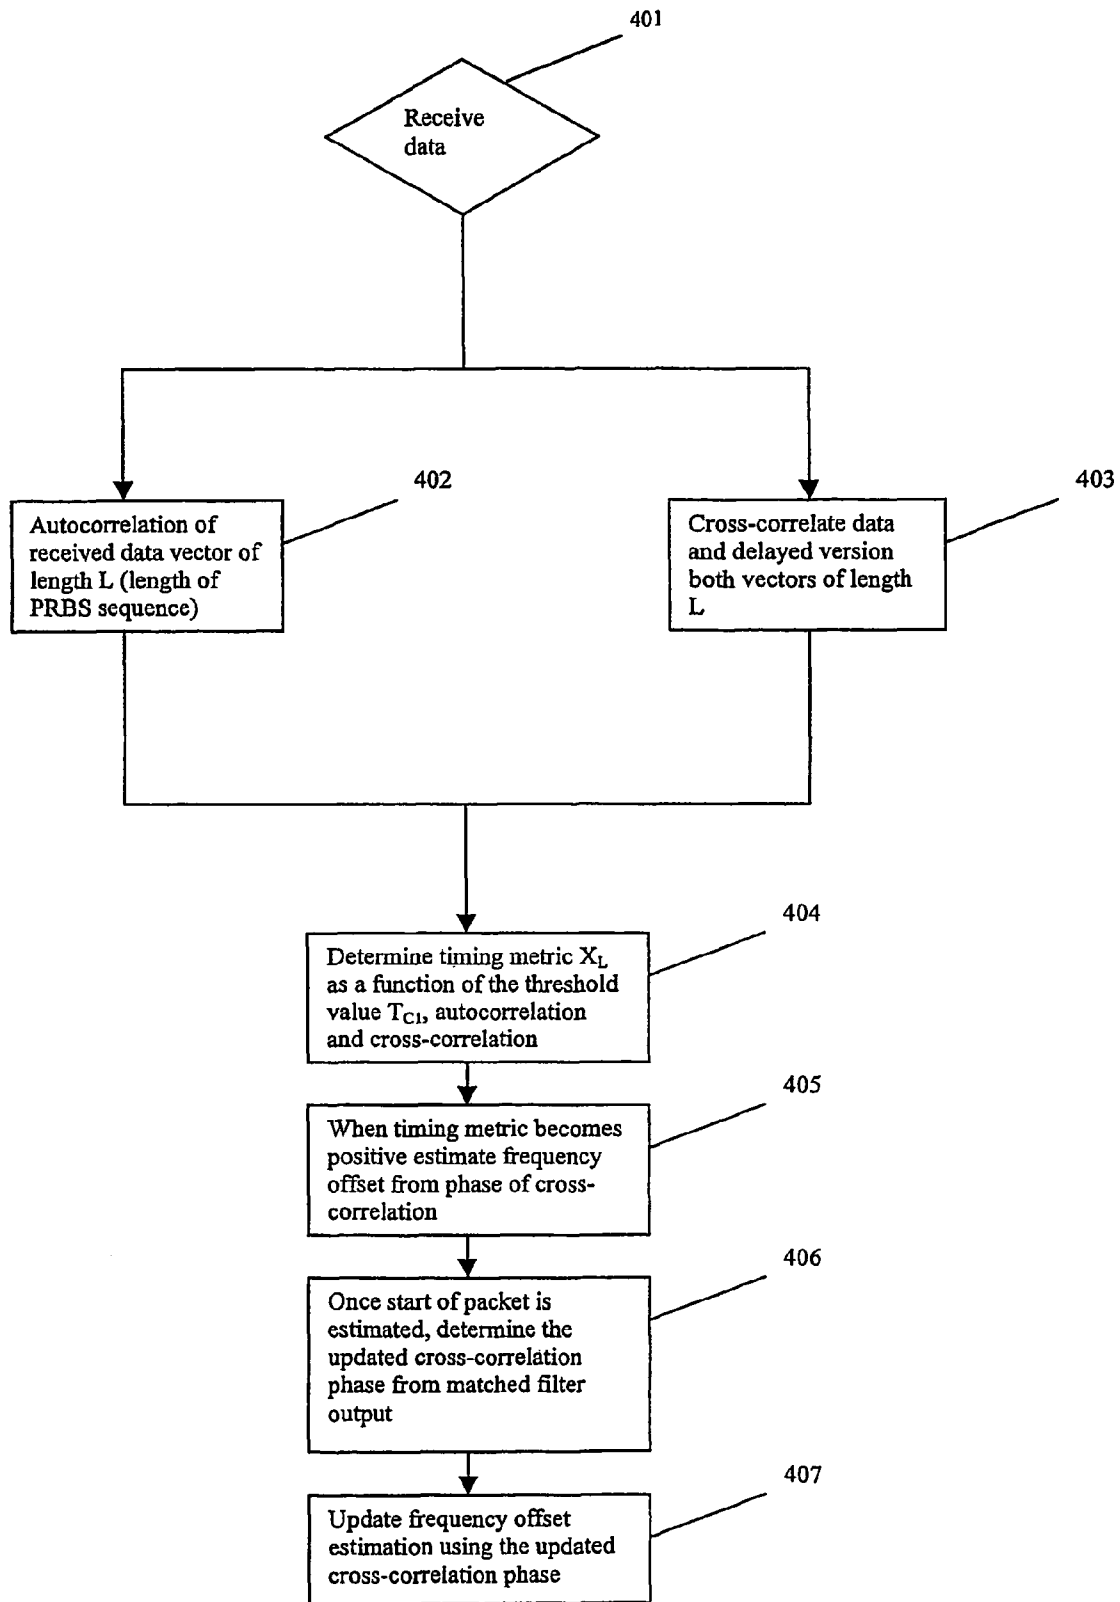 401
Receive
data
402
403
Autocorrelation of
received data vector of
length L (length of
PRBS sequence)
Cross-correlate data
and delayed version
both vectors of length
L
404
Determine timing metric X_L
as a function of the threshold
value T_C1, autocorrelation
and cross-correlation
405
When timing metric becomes
positive estimate frequency
offset from phase of cross-
correlation
406
Once start of packet is
estimated, determine the
updated cross-correlation
phase from matched filter
output
407
Update frequency offset
estimation using the updated
cross-correlation phase